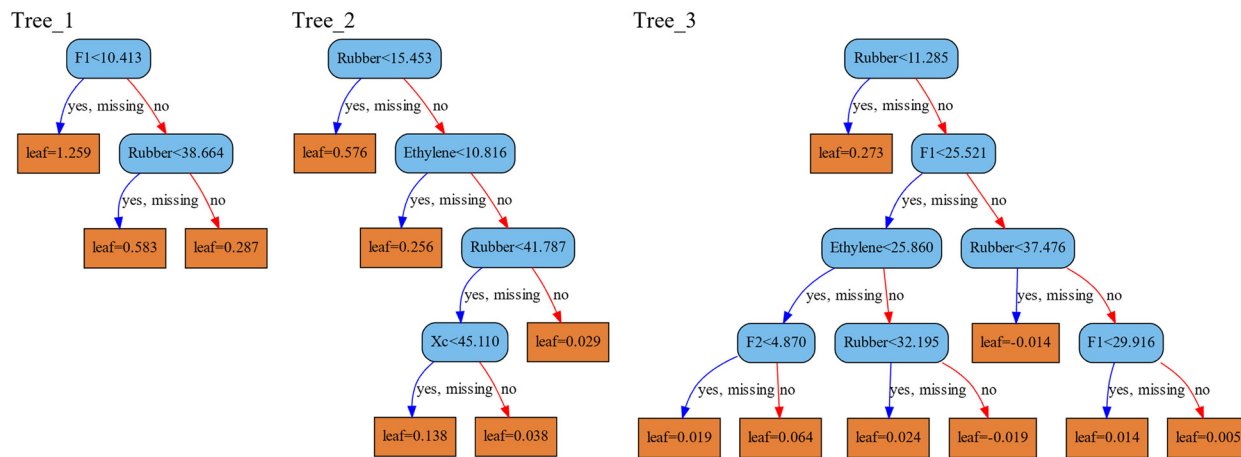 Tree_1
F1<10.413
yes, missing no
leaf=1.259
Rubber<38.664
yes, missing no
leaf=0.583
leaf=0.287
Tree_2
Rubber<15.453
yes, missing no
leaf=0.576
Ethylene<10.816
yes, missing no
leaf=0.256
Rubber<41.787
yes, missing no
Xc<45.110
leaf=0.029
yes, missing no
leaf=0.138
leaf=0.038
Tree_3
Rubber<11.285
yes, missing no
leaf=0.273
F1<25.521
yes, missing no
Ethylene<25.860
Rubber<37.476
yes, missing no
yes, missing no
F2<4.870
Rubber<32.195
leaf=-0.014
F1<29.916
yes, missing no
yes, missing no
yes, missing no
leaf=0.019
leaf=0.064
leaf=0.024
leaf=-0.019
leaf=0.014
leaf=0.005